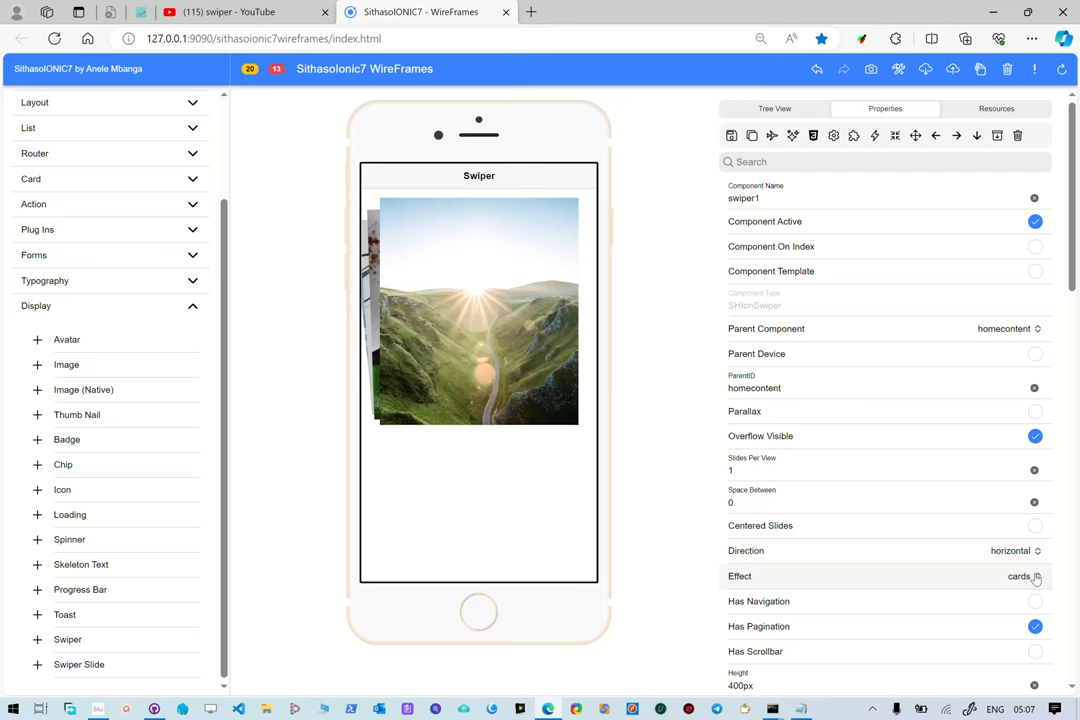 (115) swiper - YouTube
SithasoIONIC7 - WireFrames
127.0.0.1:9090/sithasoionic7wireframes/index.html
SithasoIONIC7 by Anele Mbanga
20
13
SithasoIonic7 WireFrames
Layout
List
Router
Card
Action
Plug Ins
Forms
Typography
Display
Avatar
Image
Image (Native)
Thumb Nail
Badge
Chip
Icon
Loading
Spinner
Skeleton Text
Progress Bar
Toast
Swiper
Swiper Slide
Swiper
Tree View
Properties
Resources
Search
Component Name
swiper1
Component Active
Component On Index
Component Template
Component Type
SHIonSwiper
Parent Component homecontent
Parent Device
ParentID
homecontent
Parallax
Overflow Visible
Slides Per View
1
Space Between
0
Centered Slides
Direction horizontal
Effect cards
Has Navigation
Has Pagination
Has Scrollbar
Height
400px
ENG 05:07